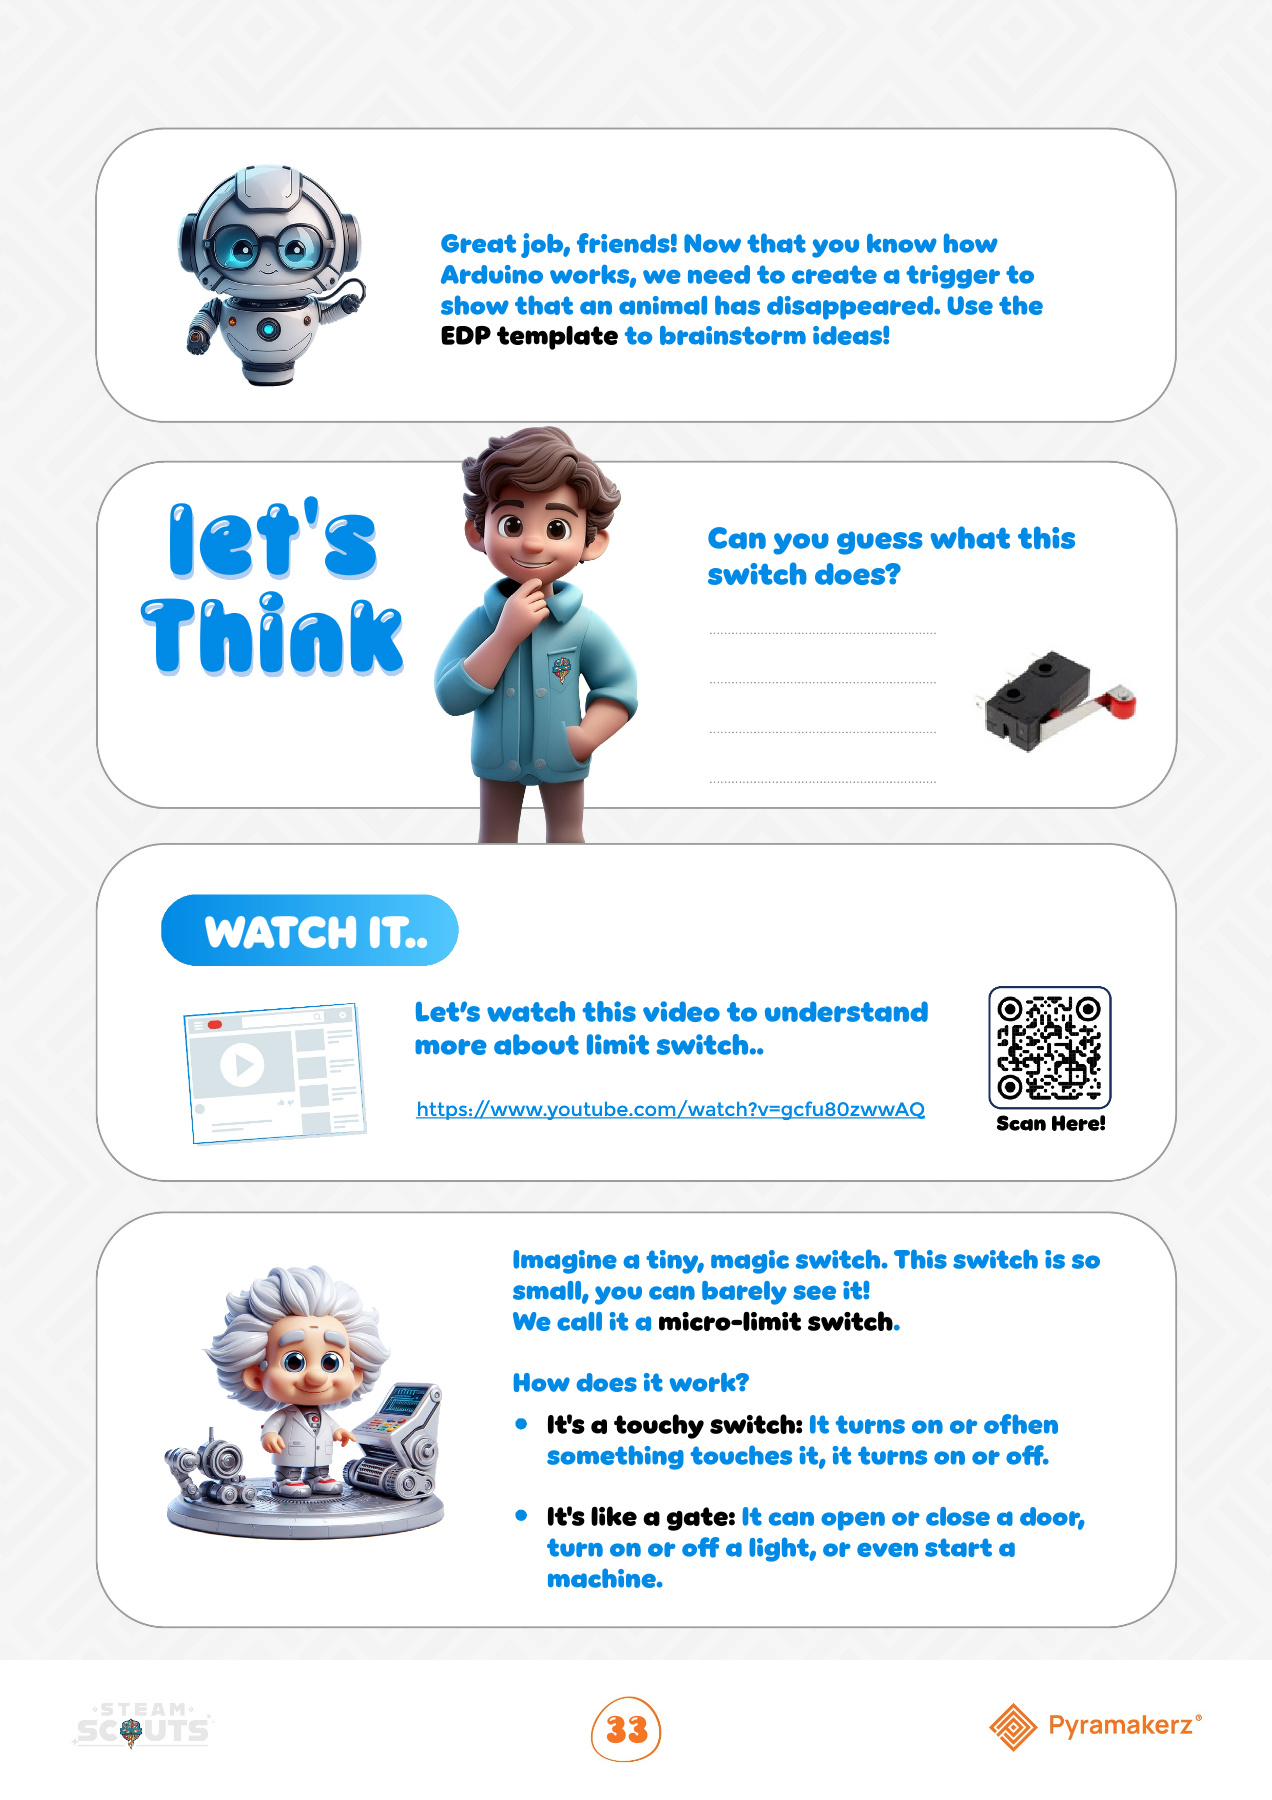 Great job, friends! Now that you know how
Arduino works, we need to create a trigger to
show that an animal has disappeared. Use the
EDP template to brainstorm ideas!
let's
Think
Can you guess what this
switch does?
WATCH IT..
Let's watch this video to understand
more about limit switch..
https://www.youtube.com/watch?v=gcfu80zwwAQ
Scan Here!
Imagine a tiny, magic switch. This switch is so
small, you can barely see it!
We call it a micro-limit switch.
How does it work?
• It's a touchy switch: It turns on or ofhen
something touches it, it turns on or off.
• It's like a gate: It can open or close a door,
turn on or off a light, or even start a
machine.
STEAM
SCOUTS
33
Pyramakerz®